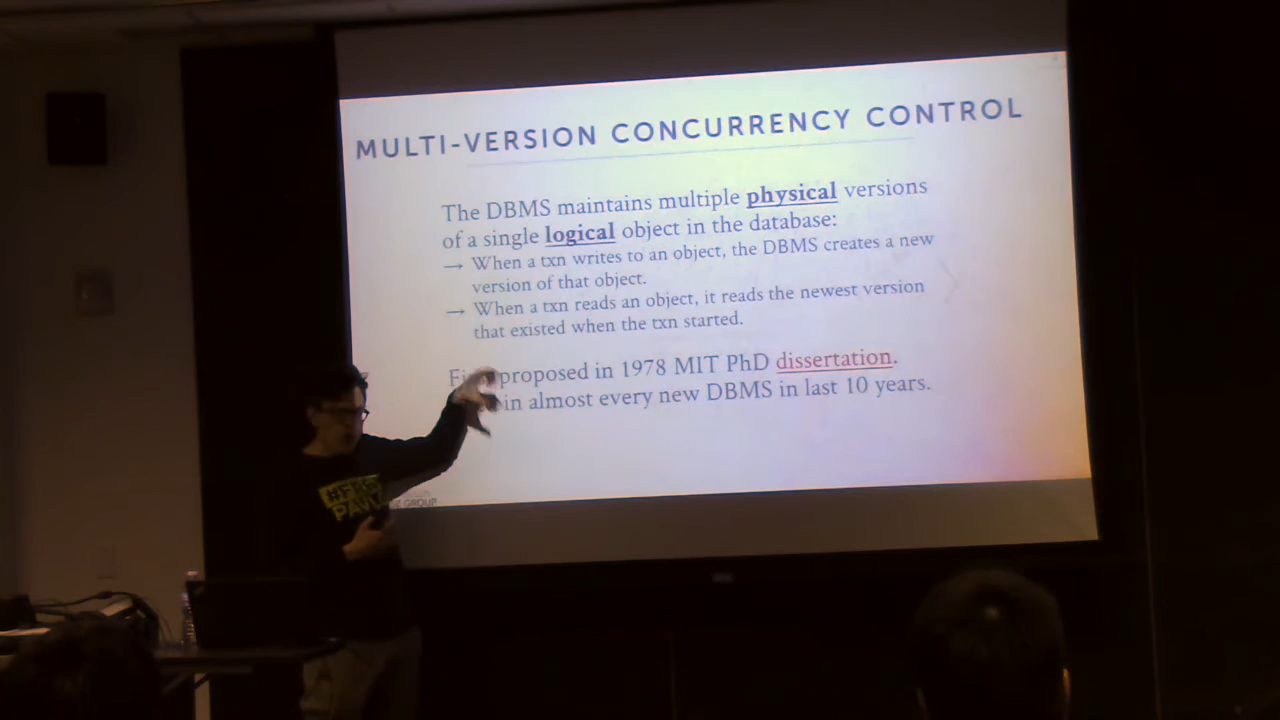 MULTI-VERSION CONCURRENCY CONTROL
The DBMS maintains multiple physical versions
of a single logical object in the database:
→ When a txn writes to an object, the DBMS creates a new
version of that object.
→ When a txn reads an object, it reads the newest version
that existed when the txn started.
proposed in 1978 MIT PhD dissertation.
in almost every new DBMS in last 10 years.
GROUP